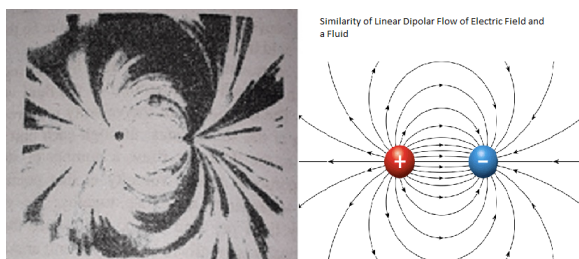 Similarity of Linear Dipolar Flow of Electric Field and
a Fluid
+
−